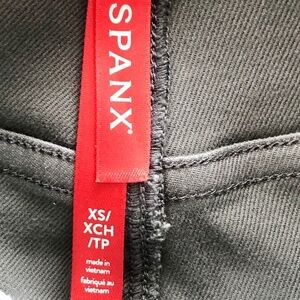 SPANX®
XS/
XCH
/TP
made in
vietnam
fabriqué au
vietnam